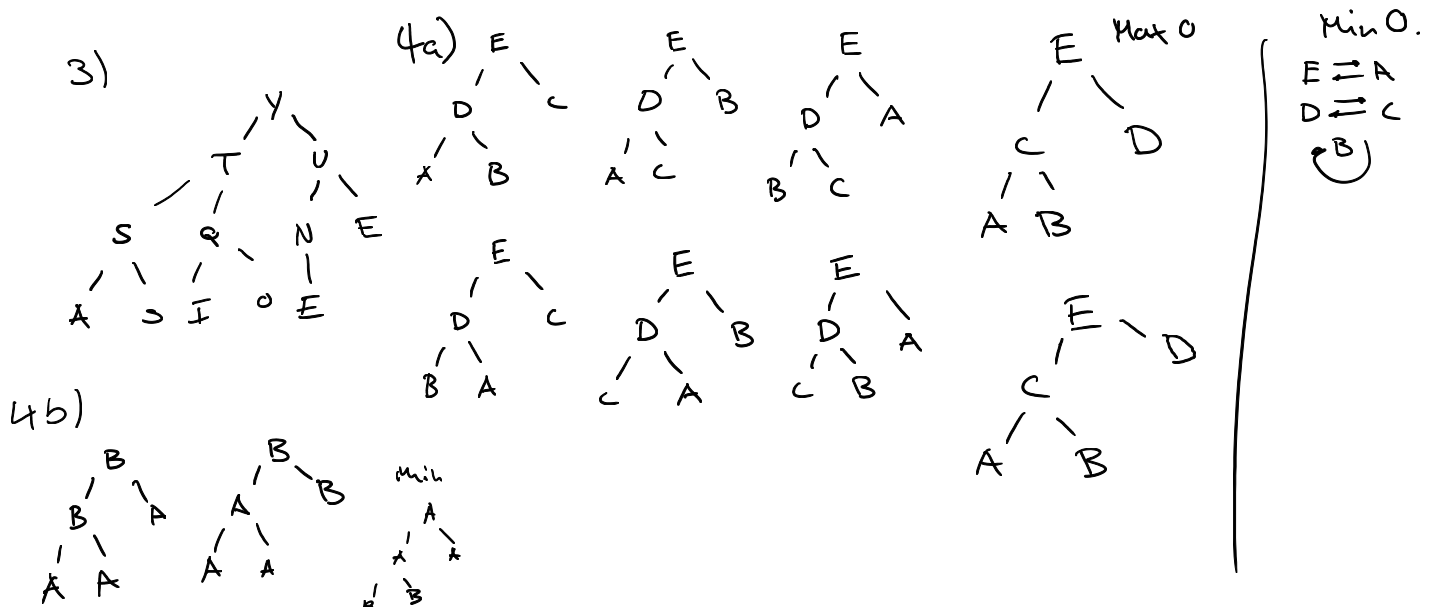 3)
Y
T U
S Q N E
A S I O E
4a)
E
D C
A B
E
D B
A C
E
D A
B C
Max O
E
C D
A B
E
D C
B A
E
D B
C A
E
D A
C B
E
C D
A B
Min O.
E ⇌ A
D ⇌ C
B
4b)
B
B A
A A
B
A B
A A
Min
A
A A
B B